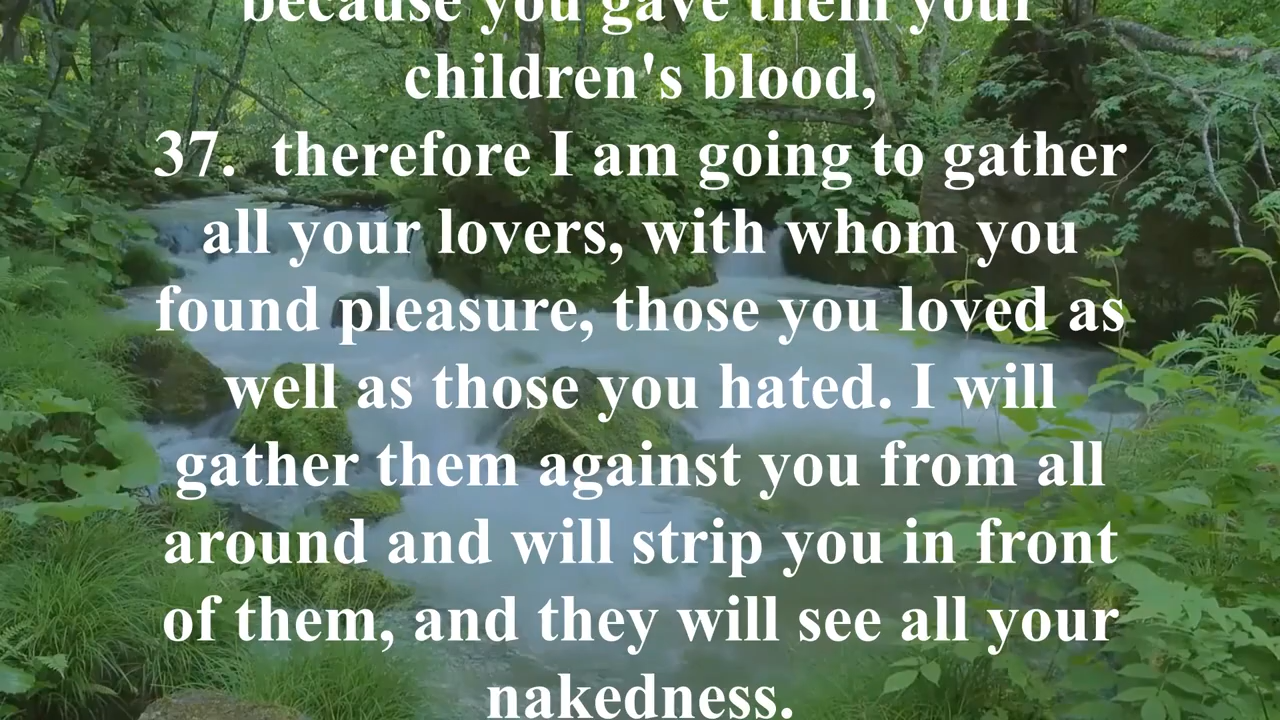 because you gave them your
children's blood,
37.  therefore I am going to gather
all your lovers, with whom you
found pleasure, those you loved as
well as those you hated. I will
gather them against you from all
around and will strip you in front
of them, and they will see all your
nakedness.